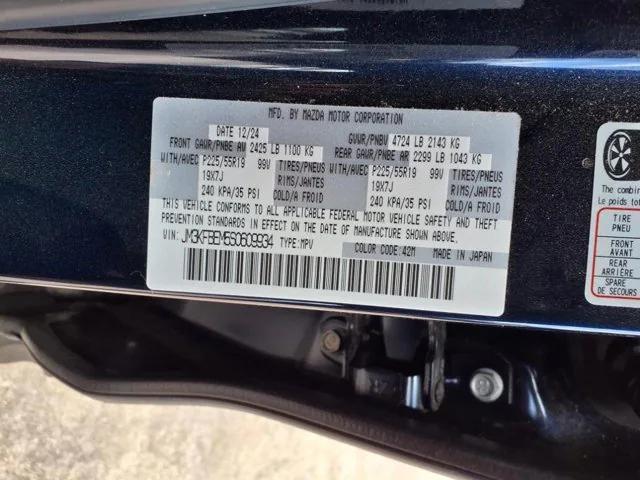 MFD. BY MAZDA MOTOR CORPORATION
DATE 12/24 GVWR/PNBV 4724 LB 2143 KG
FRONT GAWR/PNBE AV 2425 LB 1100 KG REAR GAWR/PNBE AR 2299 LB 1043 KG
WITH/AVEC P225/55R19 99V TIRES/PNEUS WITH/AVEC P225/55R19 99V TIRES/PNEUS
19X7J RIMS/JANTES 19X7J RIMS/JANTES
240 KPA/35 PSI COLD/A FROID 240 KPA/35 PSI COLD/A FROID
THIS VEHICLE CONFORMS TO ALL APPLICABLE FEDERAL MOTOR VEHICLE SAFETY AND THEFT
PREVENTION STANDARDS IN EFFECT ON THE DATE OF MANUFACTURE SHOWN ABOVE.
JM3KFBEM6S0609934 TYPE:MPV COLOR CODE:42M MADE IN JAPAN
The combin
Le poids tot
TIRE
PNEU
FRONT
AVANT
REAR
ARRIÈRE
SPARE
DE SECOURS